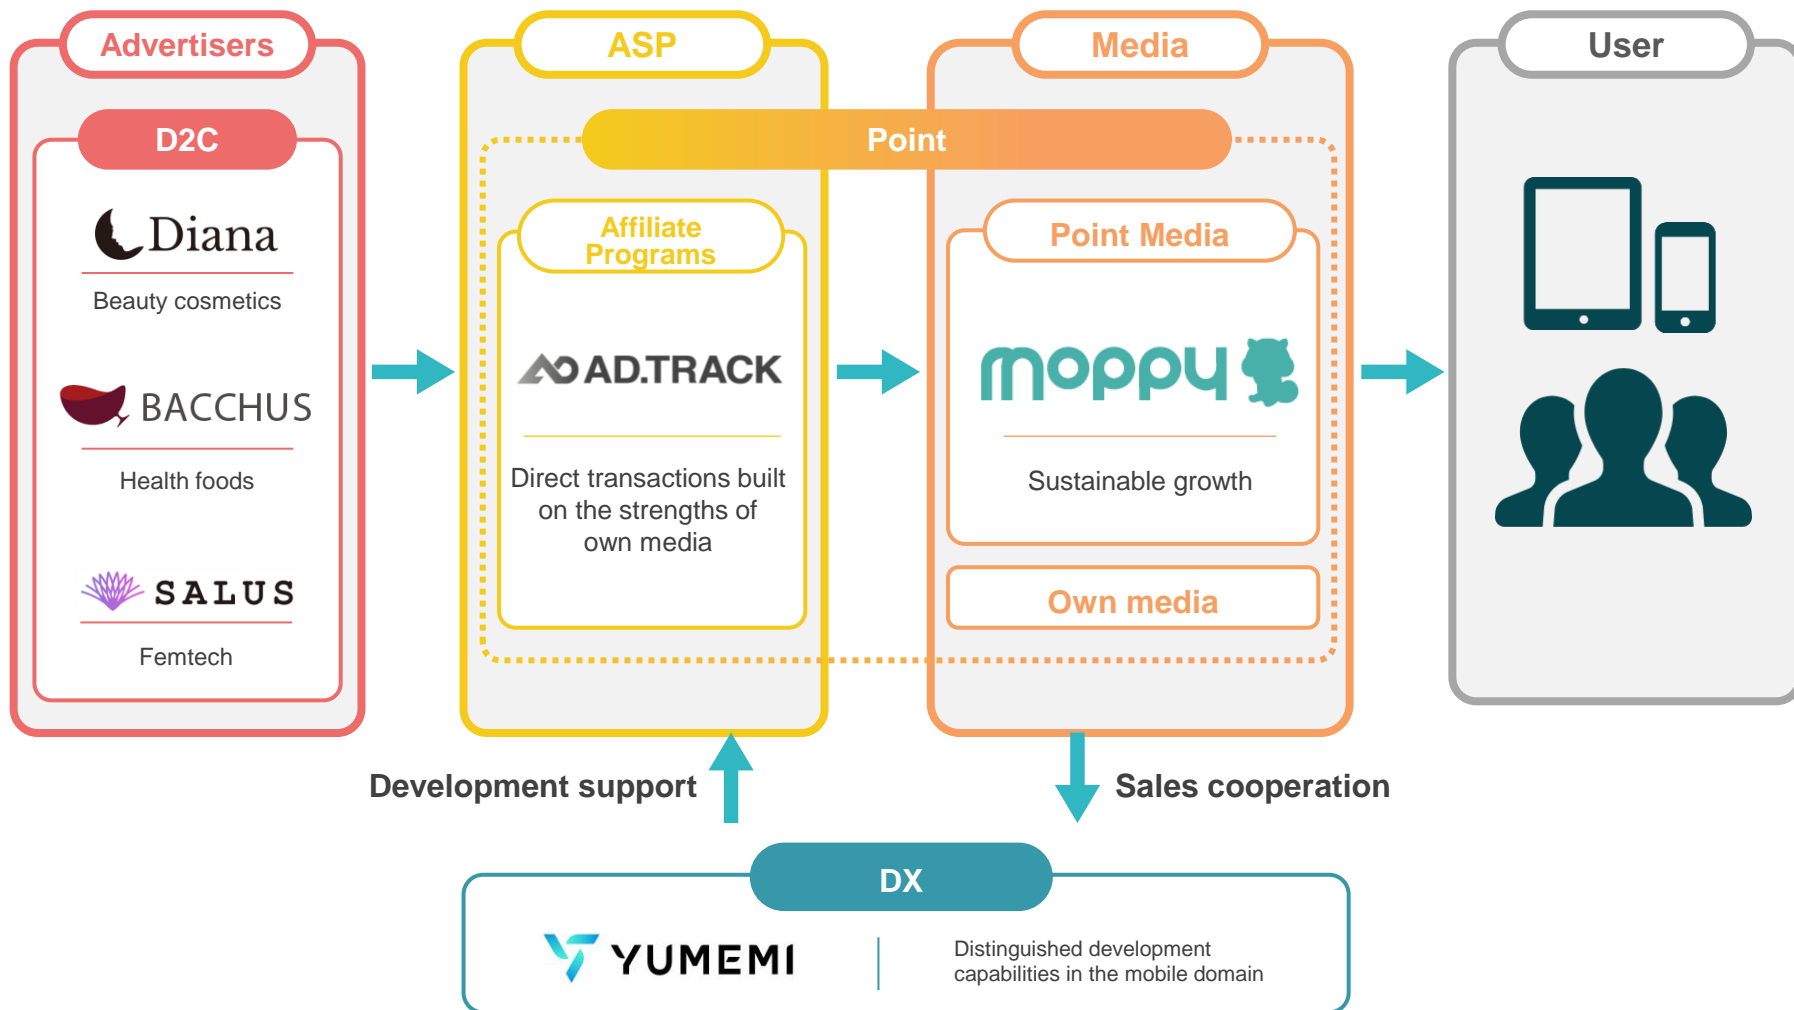 Advertisers
D2C
Diana
Beauty cosmetics
BACCHUS
Health foods
SALUS
Femtech
ASP
Media
Point
Affiliate
Programs
AD.TRACK
Direct transactions built
on the strengths of
own media
Point Media
moppy
Sustainable growth
Own media
User
Development support
Sales cooperation
DX
YUMEMI
Distinguished development
capabilities in the mobile domain